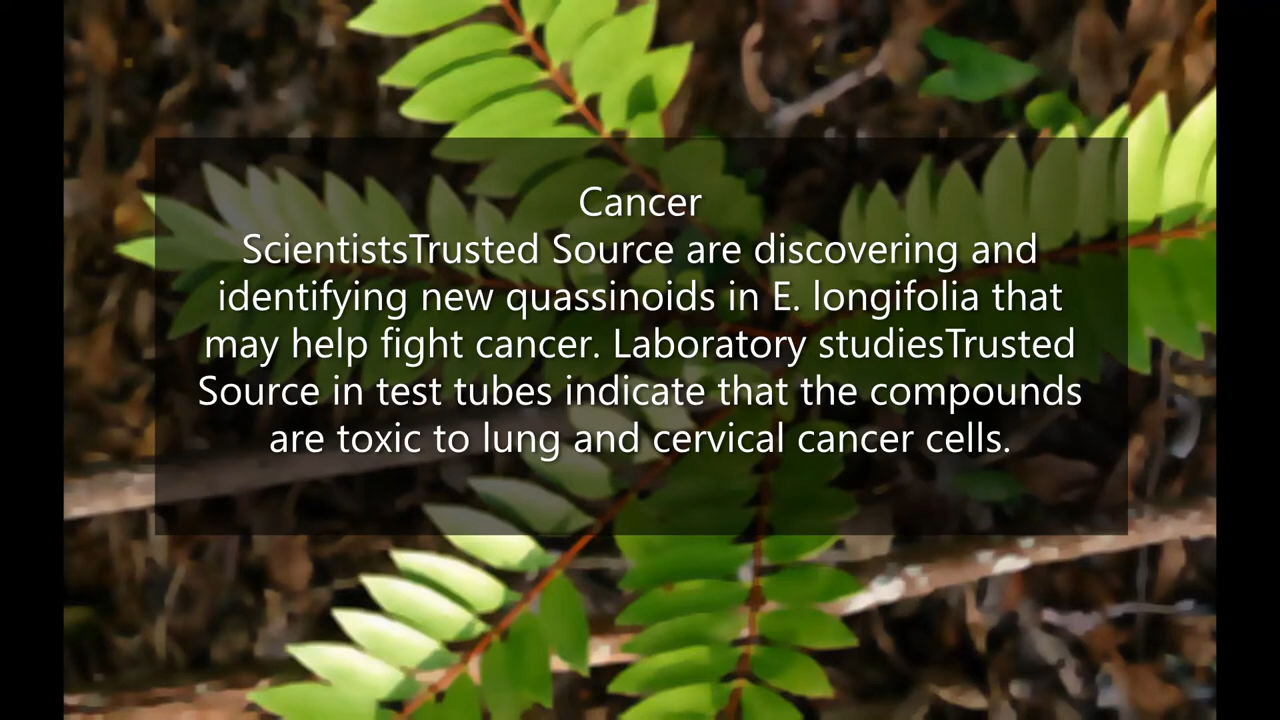 Cancer
ScientistsTrusted Source are discovering and
identifying new quassinoids in E. longifolia that
may help fight cancer. Laboratory studiesTrusted
Source in test tubes indicate that the compounds
are toxic to lung and cervical cancer cells.